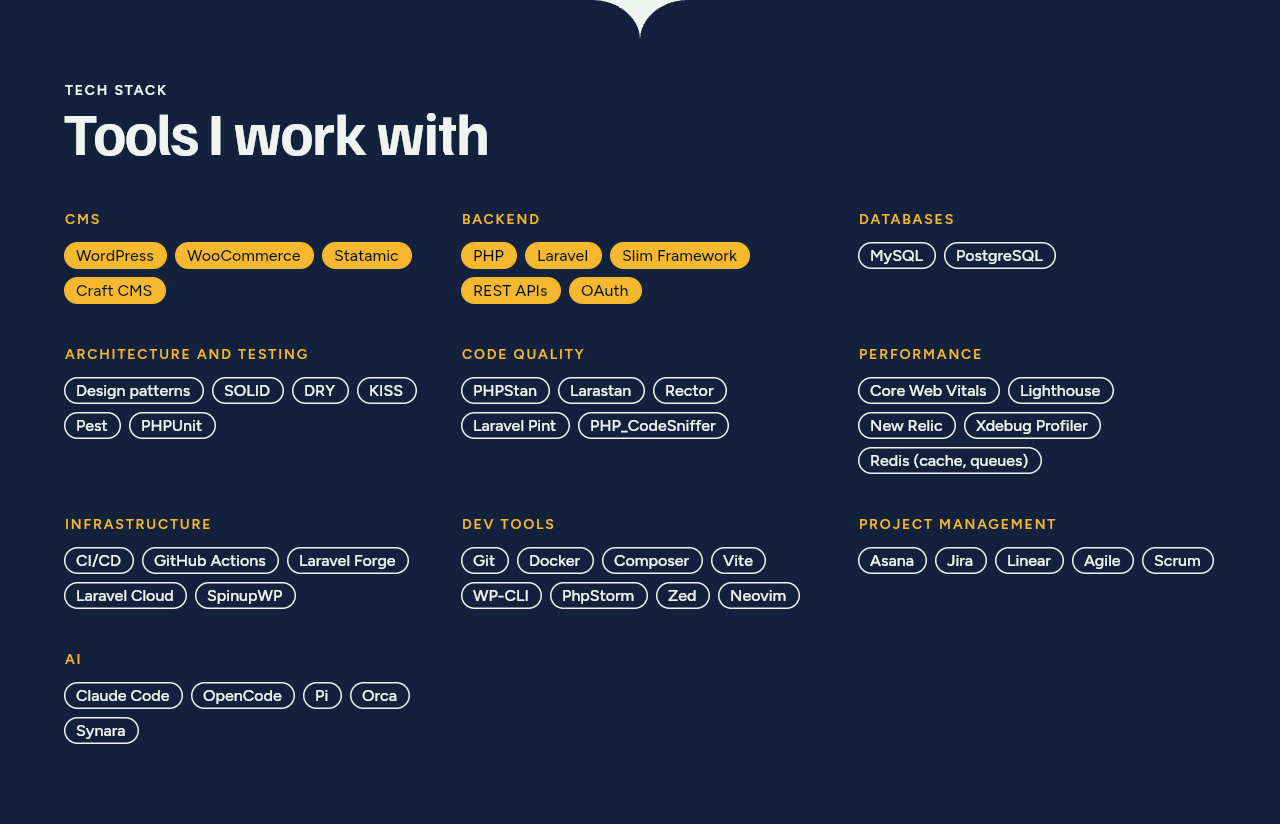 TECH STACK
Tools I work with
CMS
WordPress WooCommerce Statamic
Craft CMS
BACKEND
PHP Laravel Slim Framework
REST APIs OAuth
DATABASES
MySQL PostgreSQL
ARCHITECTURE AND TESTING
Design patterns SOLID DRY KISS
Pest PHPUnit
CODE QUALITY
PHPStan Larastan Rector
Laravel Pint PHP_CodeSniffer
PERFORMANCE
Core Web Vitals Lighthouse
New Relic Xdebug Profiler
Redis (cache, queues)
INFRASTRUCTURE
CI/CD GitHub Actions Laravel Forge
Laravel Cloud SpinupWP
DEV TOOLS
Git Docker Composer Vite
WP-CLI PhpStorm Zed Neovim
PROJECT MANAGEMENT
Asana Jira Linear Agile Scrum
AI
Claude Code OpenCode Pi Orca
Synara